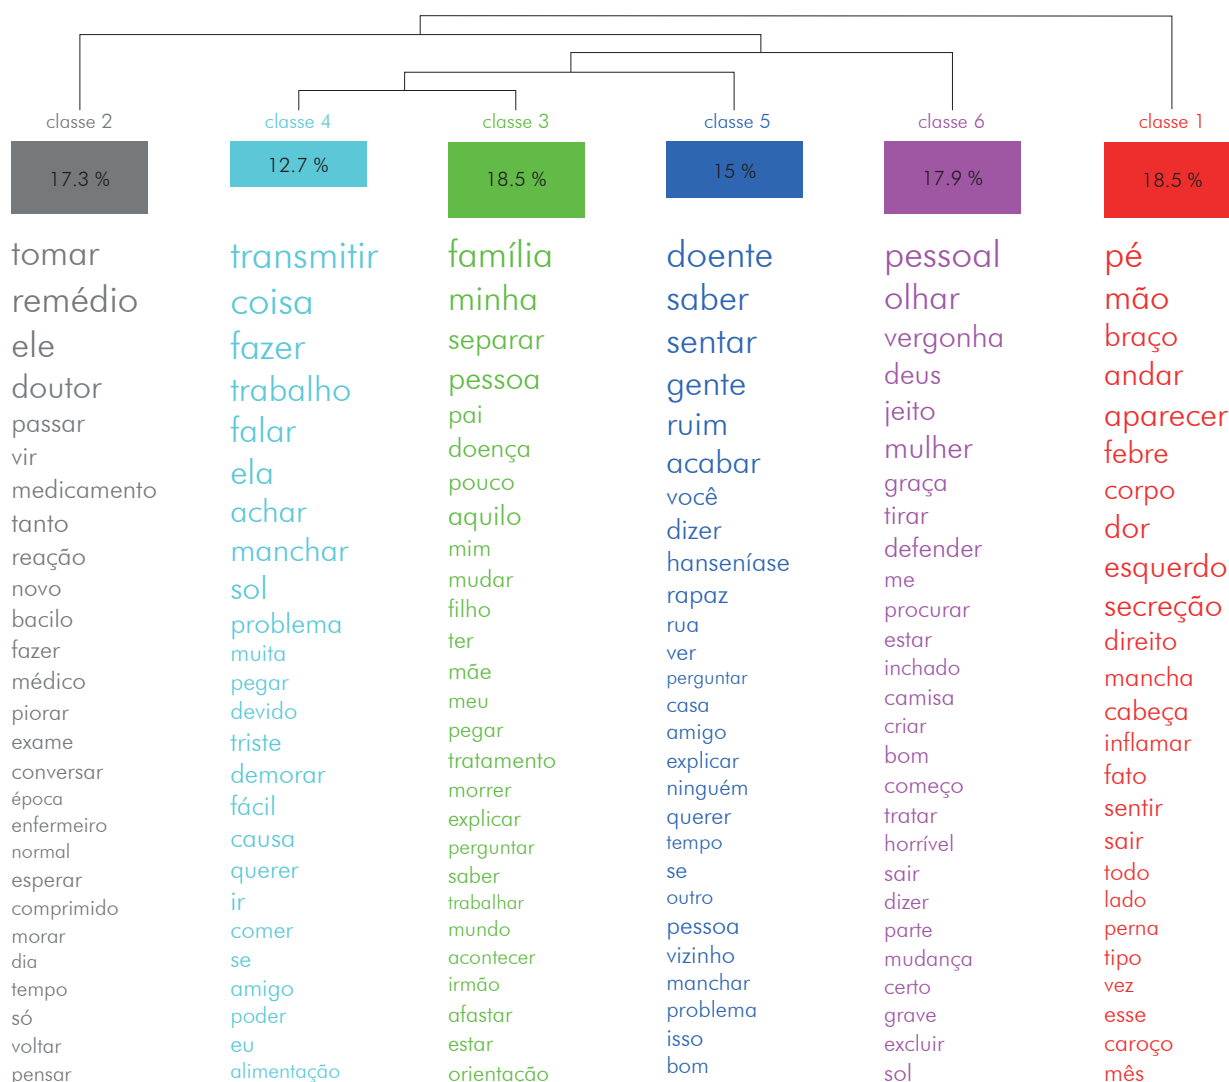 classe 2
17.3 %
tomar
remédio
ele
doutor
passar
vir
medicamento
tanto
reação
novo
bacilo
fazer
médico
piorar
exame
conversar
época
enfermeiro
normal
esperar
comprimido
morar
dia
tempo
só
voltar
pensar
classe 4
12.7 %
transmitir
coisa
fazer
trabalho
falar
ela
achar
manchar
sol
problema
muita
pegar
devido
triste
demorar
fácil
causa
querer
ir
comer
se
amigo
poder
eu
alimentação
classe 3
18.5 %
família
minha
separar
pessoa
pai
doença
pouco
aquilo
mim
mudar
filho
ter
mãe
meu
pegar
tratamento
morrer
explicar
perguntar
saber
trabalhar
mundo
acontecer
irmão
afastar
estar
orientação
classe 5
15 %
doente
saber
sentar
gente
ruim
acabar
você
dizer
hanseníase
rapaz
rua
ver
perguntar
casa
amigo
explicar
ninguém
querer
tempo
se
outro
pessoa
vizinho
manchar
problema
isso
bom
classe 6
17.9 %
pessoal
olhar
vergonha
deus
jeito
mulher
graça
tirar
defender
me
procurar
estar
inchado
camisa
criar
bom
começo
tratar
horrível
sair
dizer
parte
mudança
certo
grave
excluir
sol
classe 1
18.5 %
pé
mão
braço
andar
aparecer
febre
corpo
dor
esquerdo
secreção
direito
mancha
cabeça
inflamar
fato
sentir
sair
todo
lado
perna
tipo
vez
esse
caroço
mês